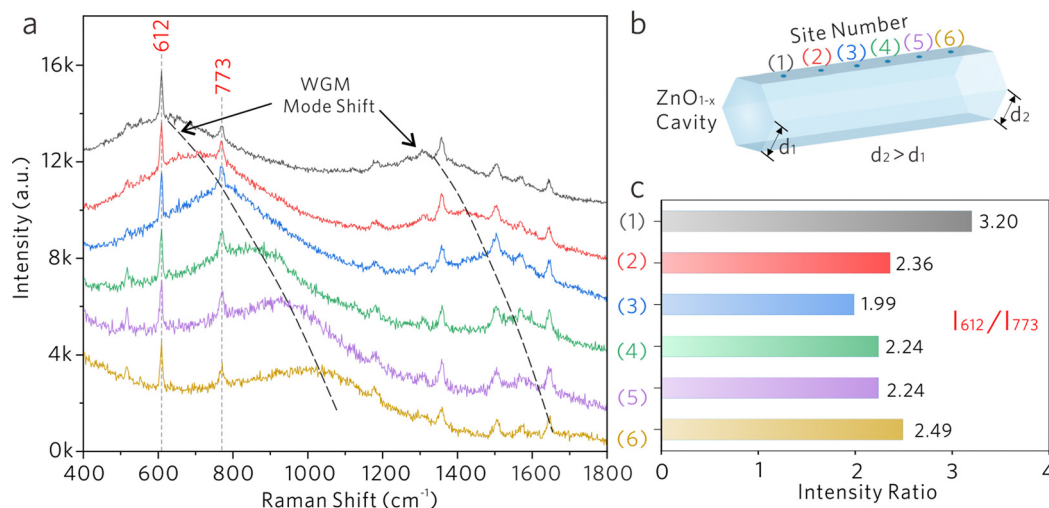 a
612
773
16k
12k
8k
4k
0k
Intensity (a.u.)
WGM
Mode Shift
400 600 800 1000 1200 1400 1600 1800
Raman Shift (cm⁻¹)
b
Site Number
(1) (2) (3) (4) (5) (6)
ZnO₁₋ₓ
Cavity
d₁
d₂
d₂ > d₁
c
(1) 3.20
(2) 2.36
(3) 1.99
I₆₁₂/I₇₇₃
(4) 2.24
(5) 2.24
(6) 2.49
0 1 2 3 4
Intensity Ratio